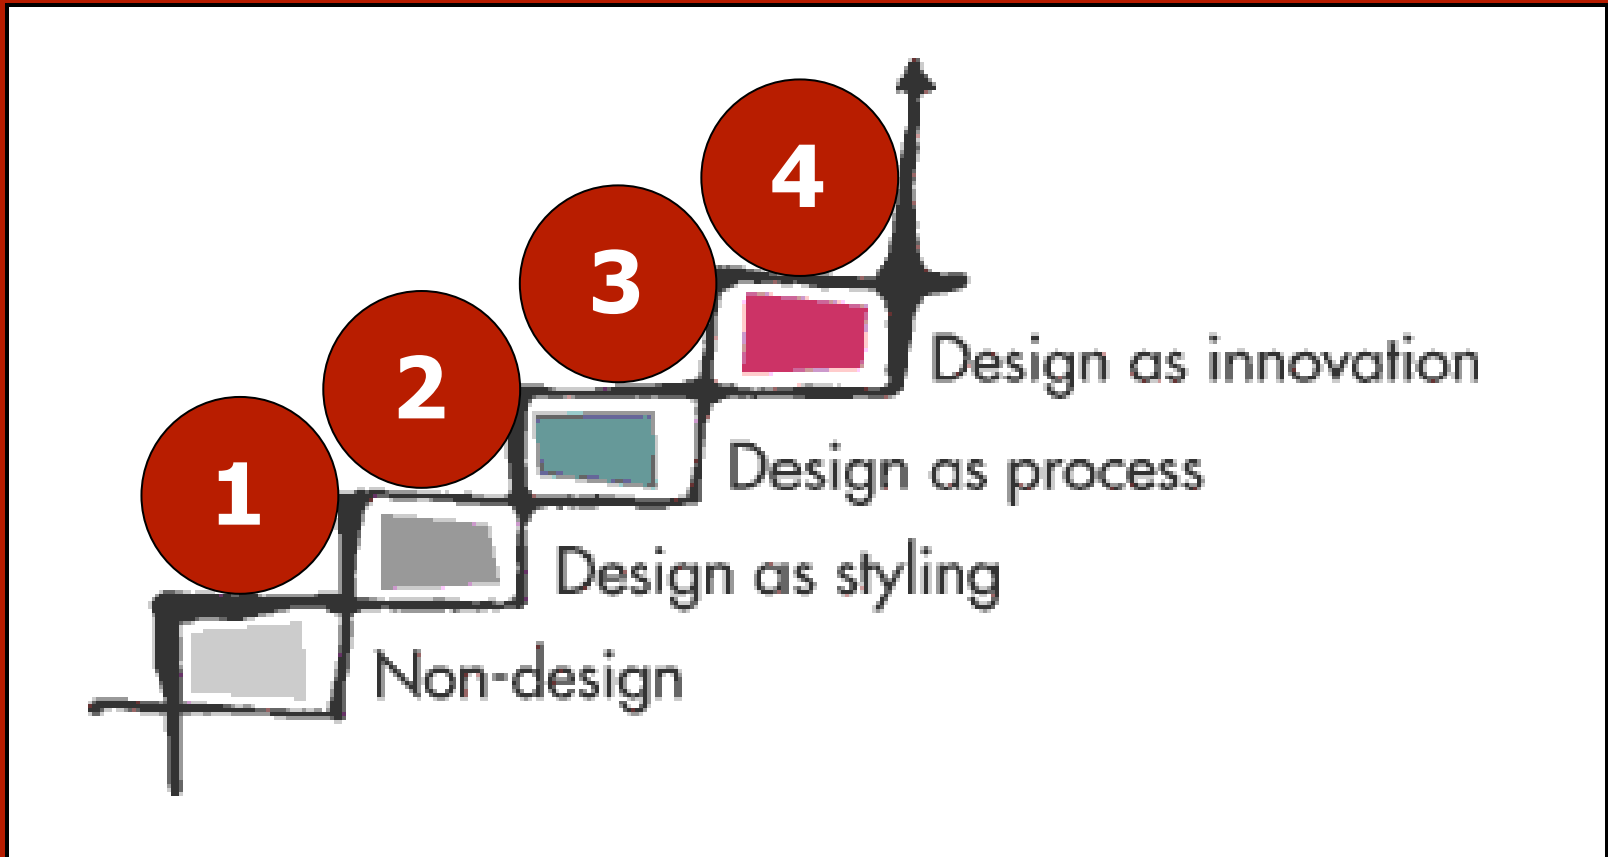 4
Design as innovation
3
Design as process
2
Design as styling
1
Non-design